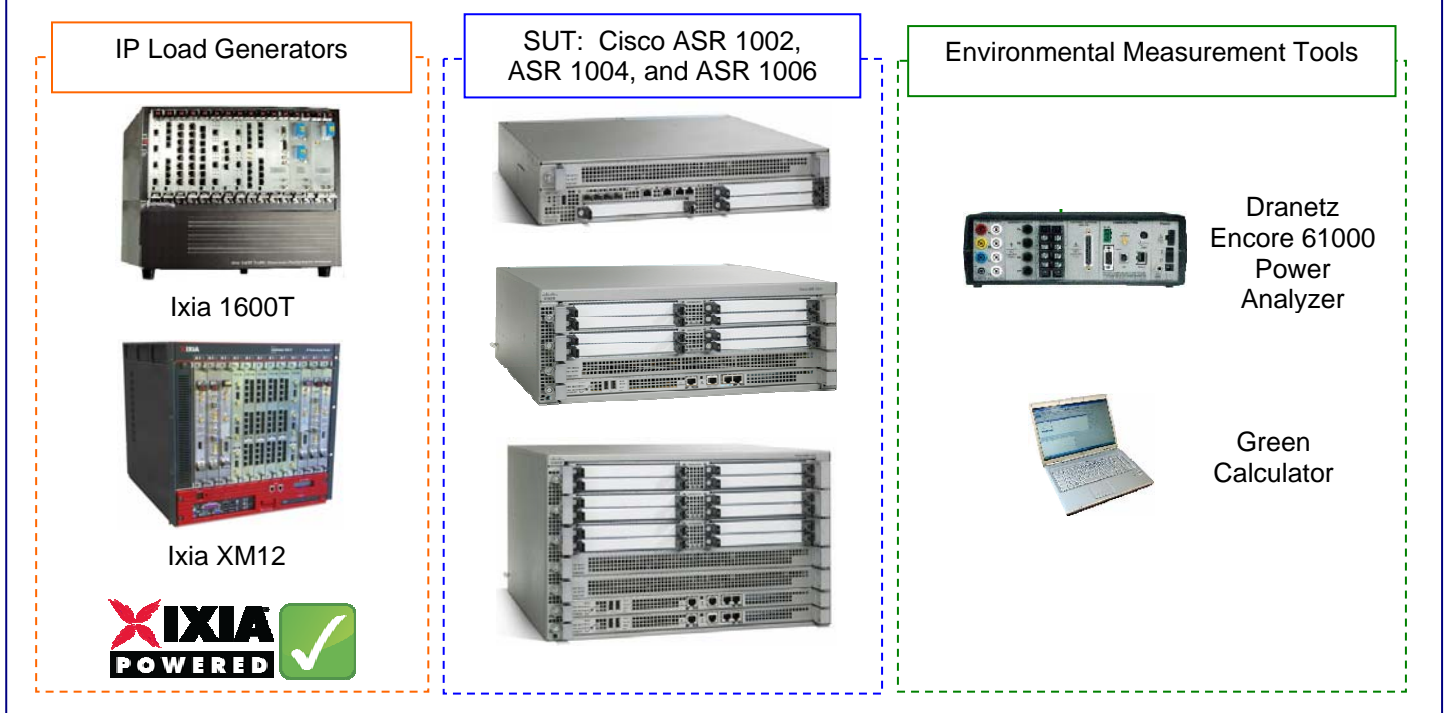 IP Load Generators
Ixia 1600T
IXIA
Ixia XM12
IXIA
POWERED
SUT: Cisco ASR 1002,
ASR 1004, and ASR 1006
Environmental Measurement Tools
Dranetz
Encore 61000
Power
Analyzer
Green
Calculator